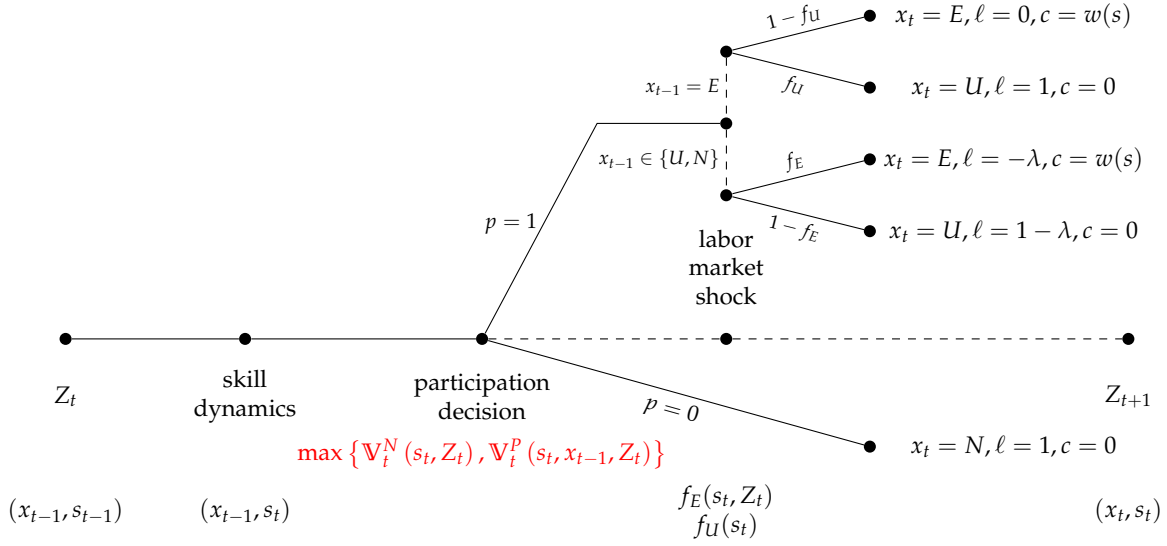 1 − f_U
x_t = E, ℓ = 0, c = w(s)
x_{t−1} = E
f_U
x_t = U, ℓ = 1, c = 0
x_{t−1} ∈ {U, N}
f_E
x_t = E, ℓ = −λ, c = w(s)
p = 1
1 − f_E
x_t = U, ℓ = 1 − λ, c = 0
labor
market
shock
Z_t
skill
dynamics
participation
decision
p = 0
Z_{t+1}
max {𝕍_t^N (s_t, Z_t) , 𝕍_t^P (s_t, x_{t−1}, Z_t)}
x_t = N, ℓ = 1, c = 0
(x_{t−1}, s_{t−1})
(x_{t−1}, s_t)
f_E(s_t, Z_t)
f_U(s_t)
(x_t, s_t)